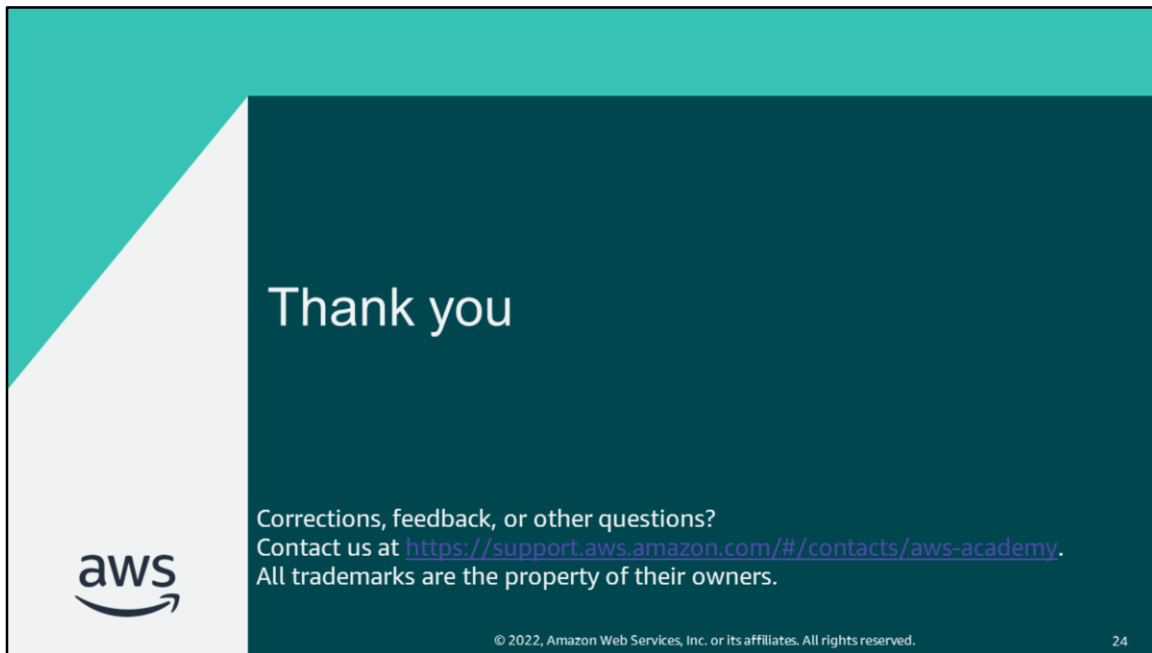 Thank you
Corrections, feedback, or other questions?
Contact us at https://support.aws.amazon.com/#/contacts/aws-academy.
All trademarks are the property of their owners.
aws
© 2022, Amazon Web Services, Inc. or its affiliates. All rights reserved.
24